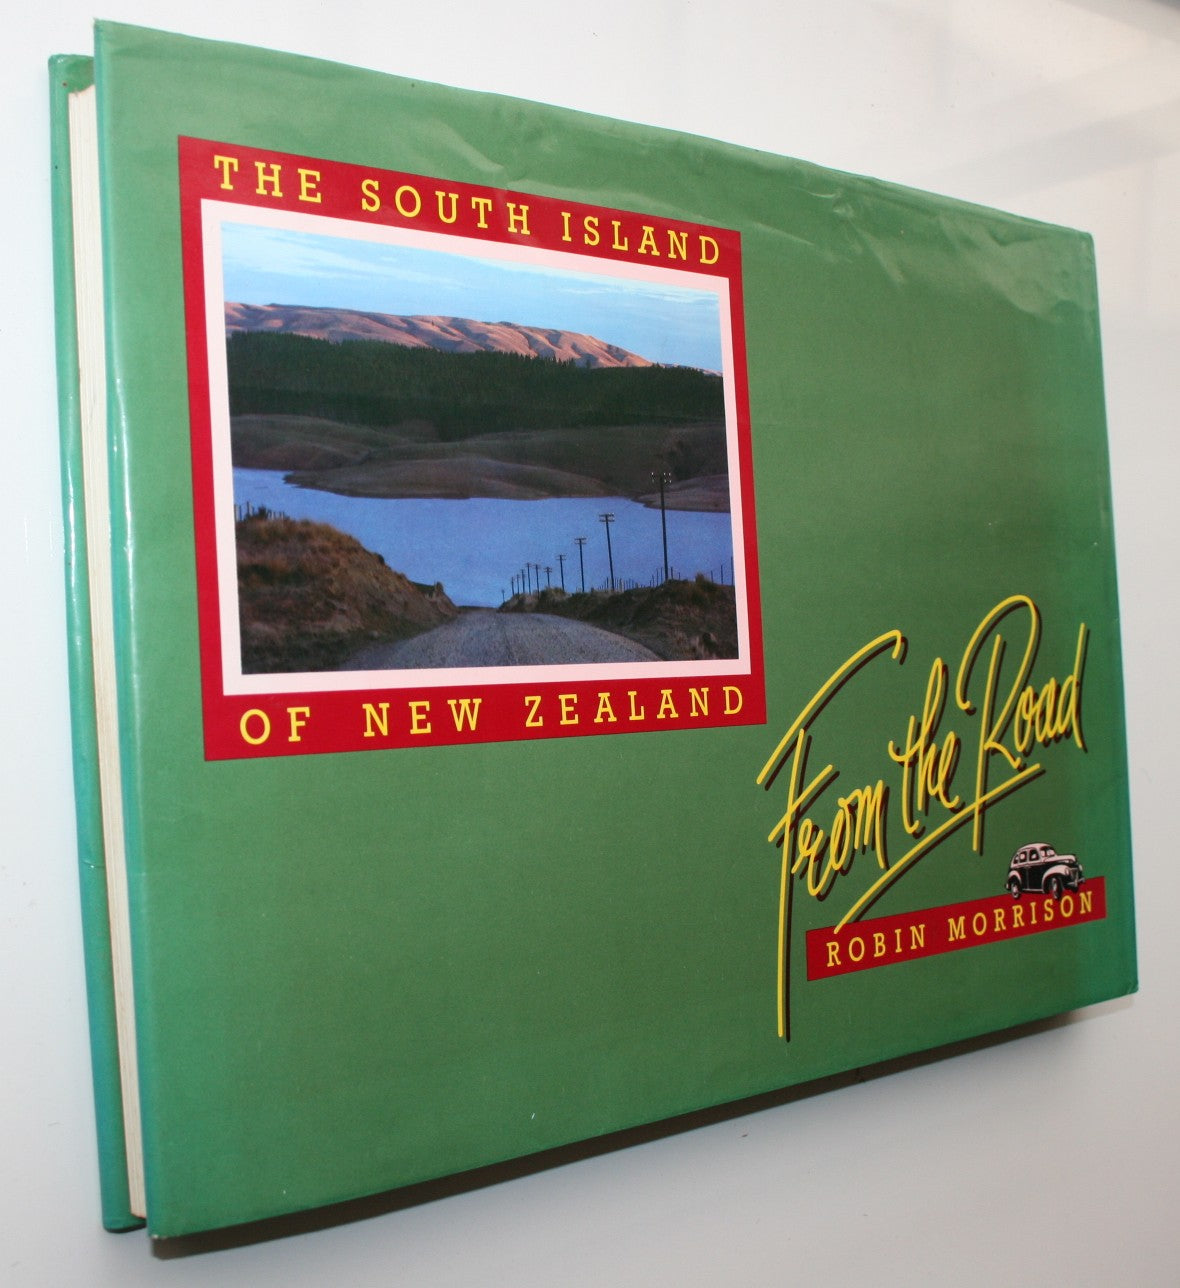 THE SOUTH ISLAND
OF NEW ZEALAND
From the Road
ROBIN MORRISON